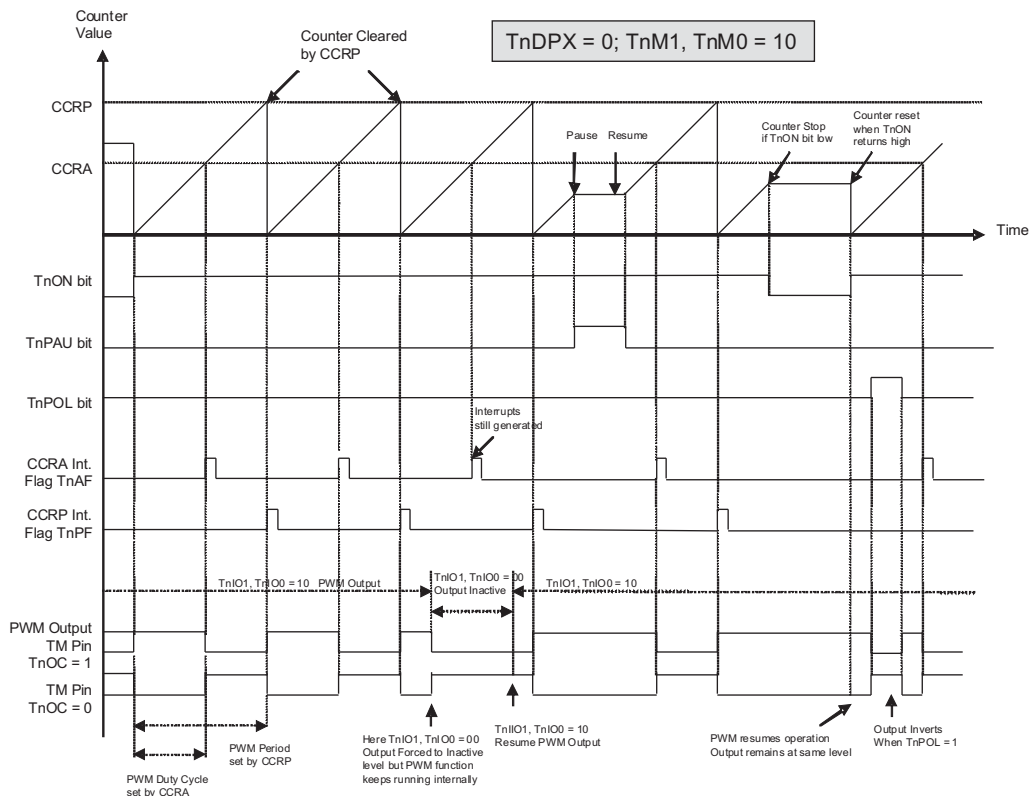 Counter
Value
Counter Cleared
by CCRP
TnDPX = 0; TnM1, TnM0 = 10
CCRP
CCRA
Pause
Resume
Counter Stop
if TnON bit low
Counter reset
when TnON
returns high
Time
TnON bit
TnPAU bit
TnPOL bit
Interrupts
still generated
CCRA Int.
Flag TnAF
CCRP Int.
Flag TnPF
TnIO1, TnIO0 = 10 PWM Output
TnIO1, TnIO0 = 00
Output Inactive
TnIO1, TnIO0 = 10
PWM Output
TM Pin
TnOC = 1
TM Pin
TnOC = 0
PWM Duty Cycle
set by CCRA
PWM Period
set by CCRP
Here TnIO1, TnIO0 = 00
Output Forced to Inactive
level but PWM function
keeps running internally
TnIIO1, TnIO0 = 10
Resume PWM Output
PWM resumes operation
Output remains at same level
Output Inverts
When TnPOL = 1